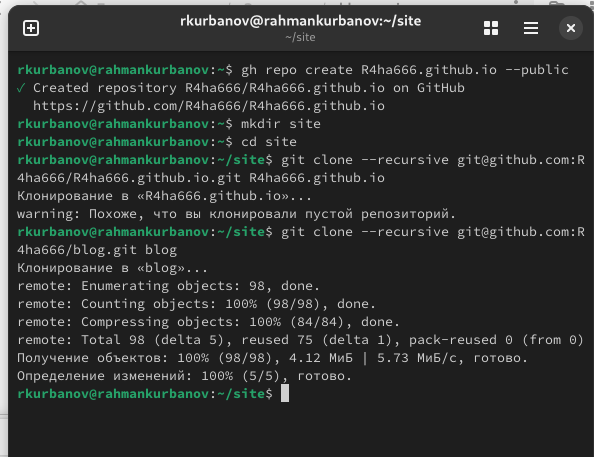 rkurbanov@rahmankurbanov:~/site
~/site
rkurbanov@rahmankurbanov:~$ gh repo create R4ha666.github.io --public
✓ Created repository R4ha666/R4ha666.github.io on GitHub
  https://github.com/R4ha666/R4ha666.github.io
rkurbanov@rahmankurbanov:~$ mkdir site
rkurbanov@rahmankurbanov:~$ cd site
rkurbanov@rahmankurbanov:~/site$ git clone --recursive git@github.com:R
4ha666/R4ha666.github.io.git R4ha666.github.io
Клонирование в «R4ha666.github.io»...
warning: Похоже, что вы клонировали пустой репозиторий.
rkurbanov@rahmankurbanov:~/site$ git clone --recursive git@github.com:R
4ha666/blog.git blog
Клонирование в «blog»...
remote: Enumerating objects: 98, done.
remote: Counting objects: 100% (98/98), done.
remote: Compressing objects: 100% (84/84), done.
remote: Total 98 (delta 5), reused 75 (delta 1), pack-reused 0 (from 0)
Получение объектов: 100% (98/98), 4.12 МиБ | 5.73 МиБ/с, готово.
Определение изменений: 100% (5/5), готово.
rkurbanov@rahmankurbanov:~/site$